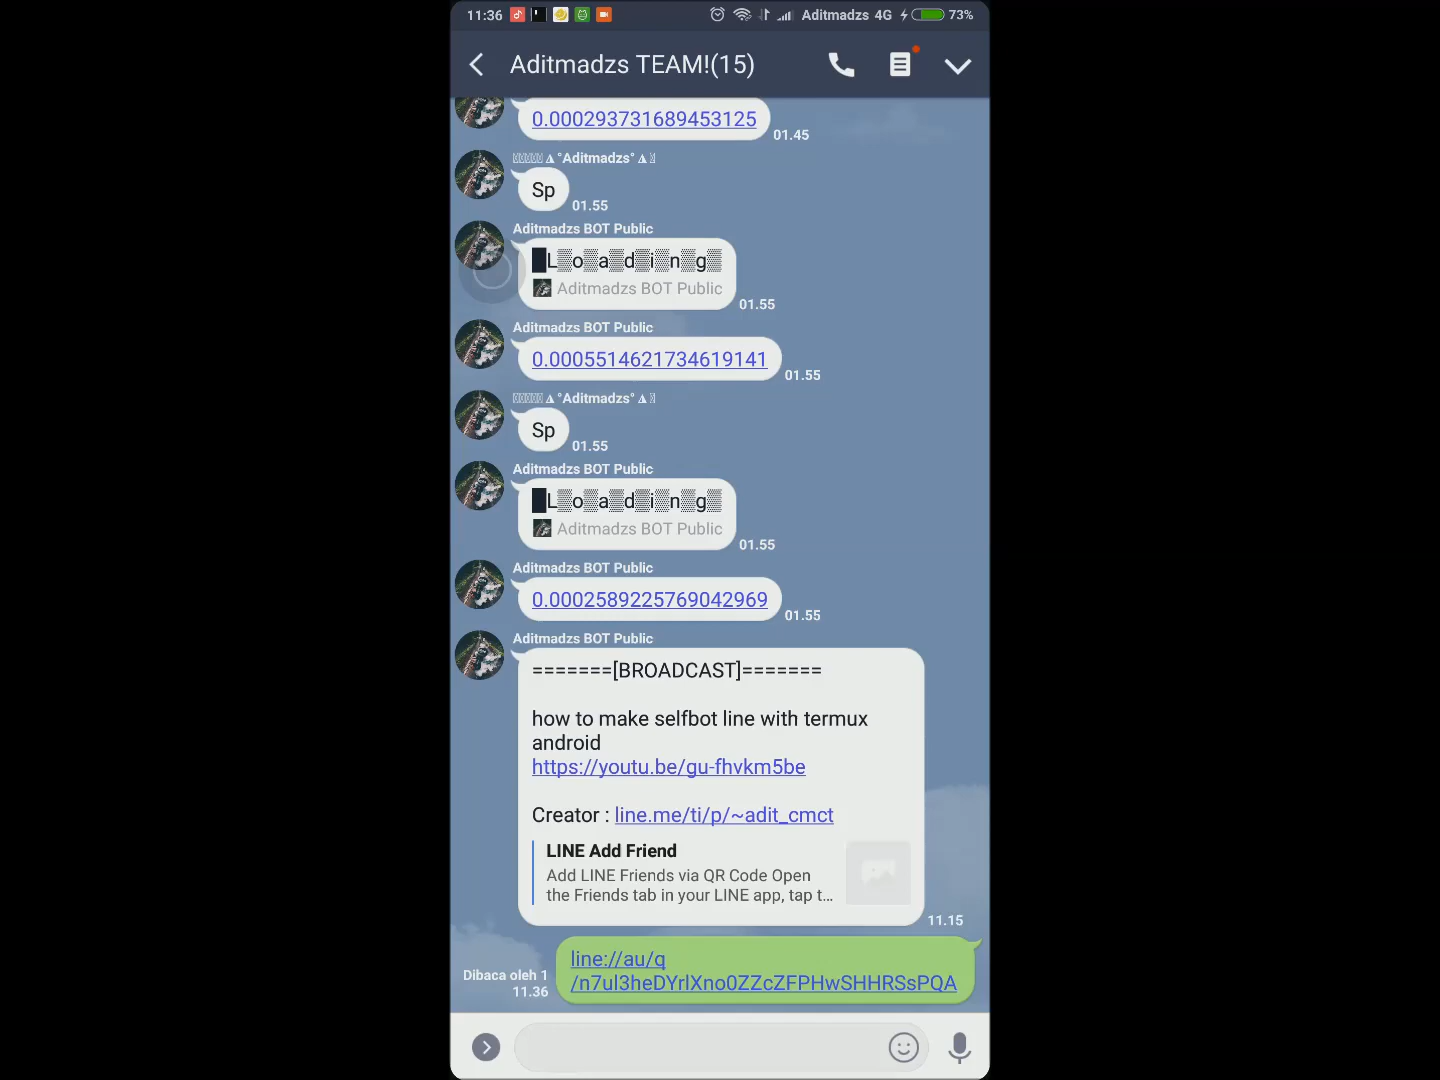 11:36
Aditmadzs 4G
73%
Aditmadzs TEAM!(15)
0.000293731689453125
01.45
°Aditmadzs°
Sp
01.55
Aditmadzs BOT Public
█L▒o▒a▒d▒i▒n▒g▒
Aditmadzs BOT Public
01.55
Aditmadzs BOT Public
0.0005514621734619141
01.55
°Aditmadzs°
Sp
01.55
Aditmadzs BOT Public
█L▒o▒a▒d▒i▒n▒g▒
Aditmadzs BOT Public
01.55
Aditmadzs BOT Public
0.0002589225769042969
01.55
Aditmadzs BOT Public
=======[BROADCAST]=======
how to make selfbot line with termux
android
https://youtu.be/gu-fhvkm5be
Creator : line.me/ti/p/~adit_cmct
LINE Add Friend
Add LINE Friends via QR Code Open
the Friends tab in your LINE app, tap t...
11.15
line://au/q
/n7ul3heDYrlXno0ZZcZFPHwSHHRSsPQA
Dibaca oleh 1
11.36